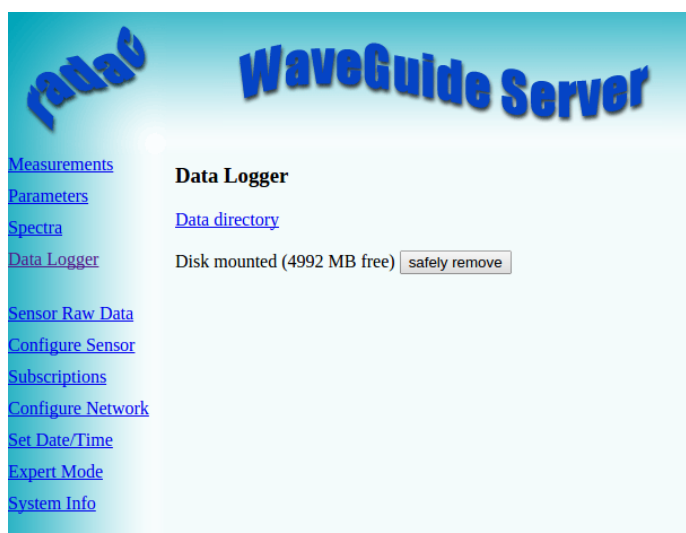 radac
WaveGuide Server
Measurements
Parameters
Spectra
Data Logger
Sensor Raw Data
Configure Sensor
Subscriptions
Configure Network
Set Date/Time
Expert Mode
System Info
Data Logger
Data directory
Disk mounted (4992 MB free) safely remove